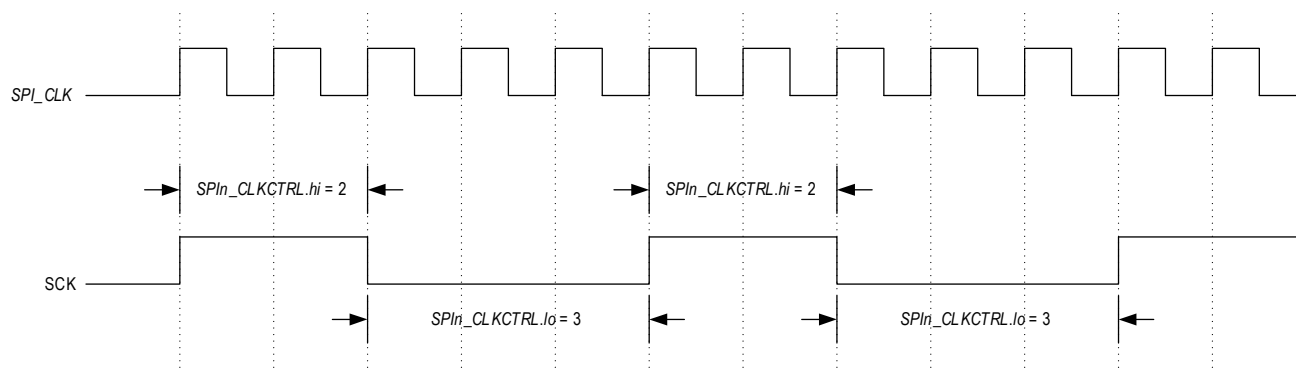 SPI_CLK
SPIn_CLKCTRL.hi = 2
SPIn_CLKCTRL.hi = 2
SCK
SPIn_CLKCTRL.lo = 3
SPIn_CLKCTRL.lo = 3